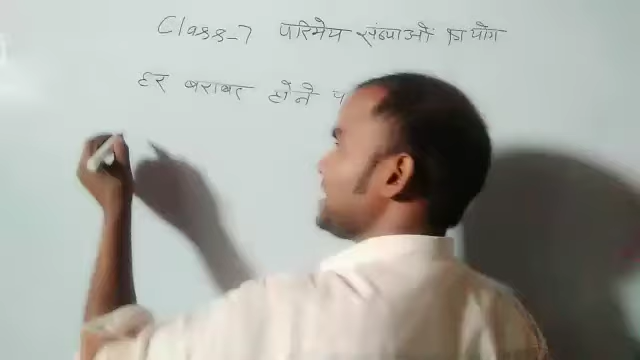 Class-7 परिमेय संख्याओं का योग
हर बराबर होने प